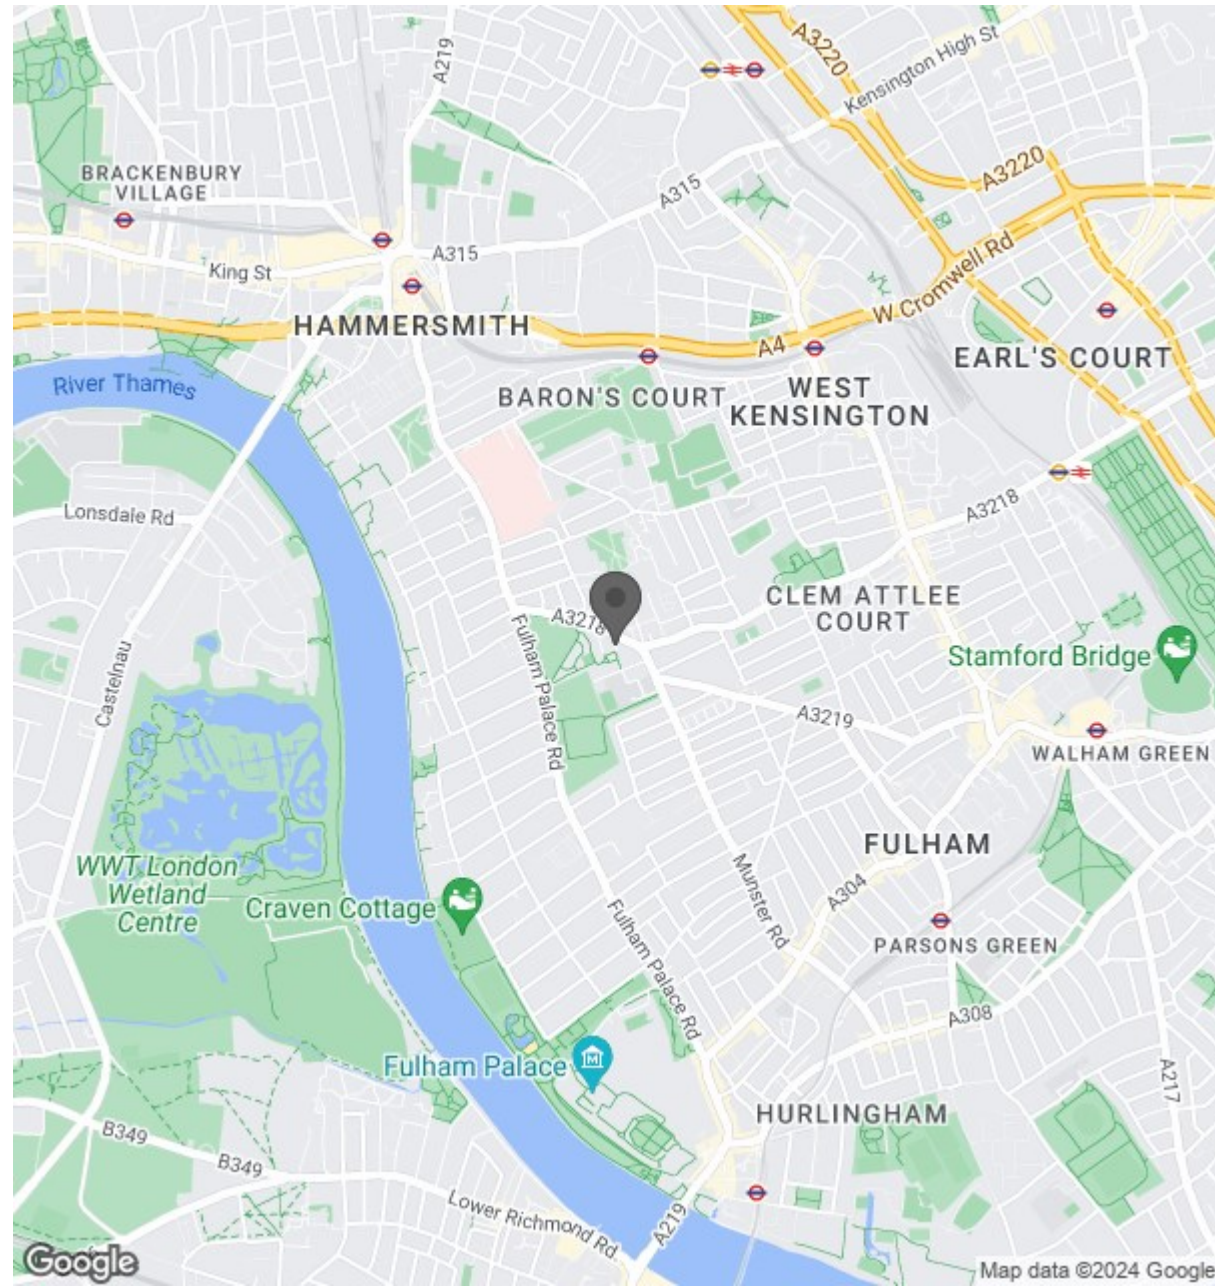 A219
A3220
Kensington High St
A3220
BRACKENBURY
VILLAGE
A315
King St
A315
W Cromwell Rd
HAMMERSMITH
A4
River Thames
EARL'S COURT
BARON'S COURT
WEST
KENSINGTON
Lonsdale Rd
A3218
CLEM ATTLEE
COURT
A3218
Fulham Palace Rd
Castelnau
Stamford Bridge
A3219
WALHAM GREEN
FULHAM
WWT London
Wetland
Centre
Munster Rd
A304
Craven Cottage
Fulham Palace Rd
PARSONS GREEN
A308
Fulham Palace
A217
HURLINGHAM
B349
B349
Lower Richmond Rd.
A219
Google
Map data ©2024 Google